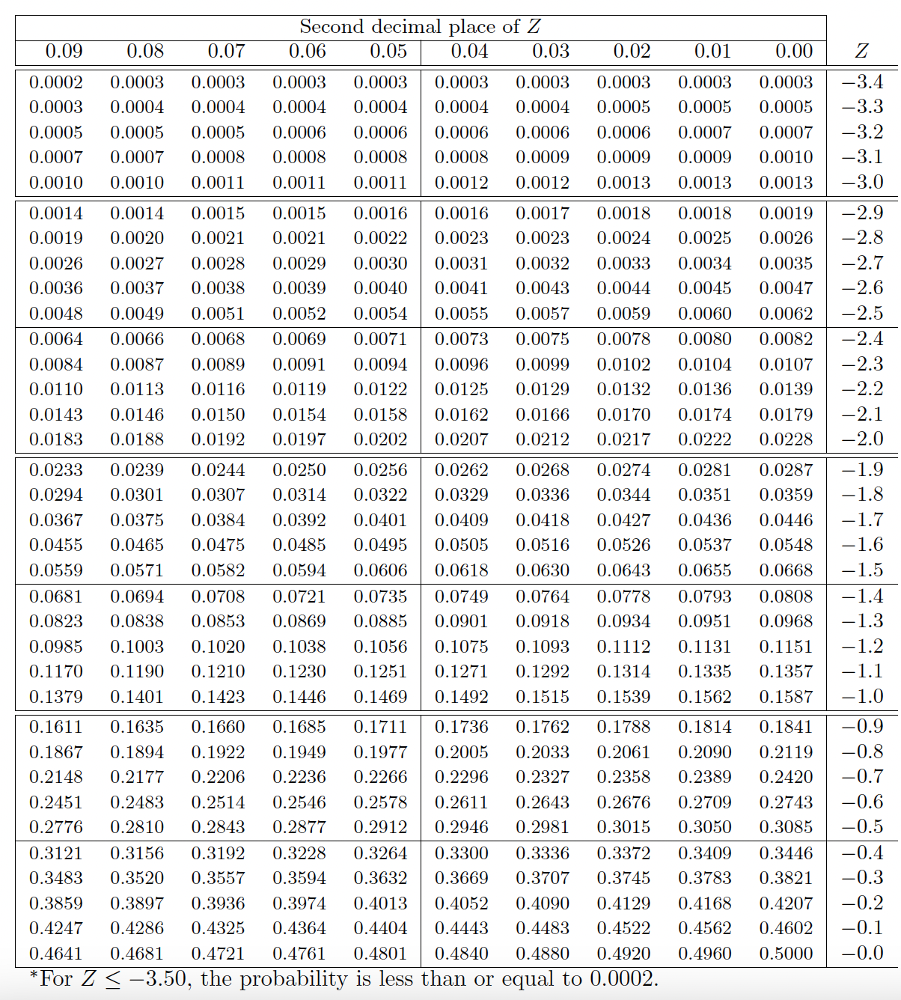 Second decimal place of Z
0.09 0.08 0.07 0.06 0.05 0.04 0.03 0.02 0.01 0.00 Z
0.0002 0.0003 0.0003 0.0003 0.0003 0.0003 0.0003 0.0003 0.0003 0.0003 −3.4
0.0003 0.0004 0.0004 0.0004 0.0004 0.0004 0.0004 0.0005 0.0005 0.0005 −3.3
0.0005 0.0005 0.0005 0.0006 0.0006 0.0006 0.0006 0.0006 0.0007 0.0007 −3.2
0.0007 0.0007 0.0008 0.0008 0.0008 0.0008 0.0009 0.0009 0.0009 0.0010 −3.1
0.0010 0.0010 0.0011 0.0011 0.0011 0.0012 0.0012 0.0013 0.0013 0.0013 −3.0
0.0014 0.0014 0.0015 0.0015 0.0016 0.0016 0.0017 0.0018 0.0018 0.0019 −2.9
0.0019 0.0020 0.0021 0.0021 0.0022 0.0023 0.0023 0.0024 0.0025 0.0026 −2.8
0.0026 0.0027 0.0028 0.0029 0.0030 0.0031 0.0032 0.0033 0.0034 0.0035 −2.7
0.0036 0.0037 0.0038 0.0039 0.0040 0.0041 0.0043 0.0044 0.0045 0.0047 −2.6
0.0048 0.0049 0.0051 0.0052 0.0054 0.0055 0.0057 0.0059 0.0060 0.0062 −2.5
0.0064 0.0066 0.0068 0.0069 0.0071 0.0073 0.0075 0.0078 0.0080 0.0082 −2.4
0.0084 0.0087 0.0089 0.0091 0.0094 0.0096 0.0099 0.0102 0.0104 0.0107 −2.3
0.0110 0.0113 0.0116 0.0119 0.0122 0.0125 0.0129 0.0132 0.0136 0.0139 −2.2
0.0143 0.0146 0.0150 0.0154 0.0158 0.0162 0.0166 0.0170 0.0174 0.0179 −2.1
0.0183 0.0188 0.0192 0.0197 0.0202 0.0207 0.0212 0.0217 0.0222 0.0228 −2.0
0.0233 0.0239 0.0244 0.0250 0.0256 0.0262 0.0268 0.0274 0.0281 0.0287 −1.9
0.0294 0.0301 0.0307 0.0314 0.0322 0.0329 0.0336 0.0344 0.0351 0.0359 −1.8
0.0367 0.0375 0.0384 0.0392 0.0401 0.0409 0.0418 0.0427 0.0436 0.0446 −1.7
0.0455 0.0465 0.0475 0.0485 0.0495 0.0505 0.0516 0.0526 0.0537 0.0548 −1.6
0.0559 0.0571 0.0582 0.0594 0.0606 0.0618 0.0630 0.0643 0.0655 0.0668 −1.5
0.0681 0.0694 0.0708 0.0721 0.0735 0.0749 0.0764 0.0778 0.0793 0.0808 −1.4
0.0823 0.0838 0.0853 0.0869 0.0885 0.0901 0.0918 0.0934 0.0951 0.0968 −1.3
0.0985 0.1003 0.1020 0.1038 0.1056 0.1075 0.1093 0.1112 0.1131 0.1151 −1.2
0.1170 0.1190 0.1210 0.1230 0.1251 0.1271 0.1292 0.1314 0.1335 0.1357 −1.1
0.1379 0.1401 0.1423 0.1446 0.1469 0.1492 0.1515 0.1539 0.1562 0.1587 −1.0
0.1611 0.1635 0.1660 0.1685 0.1711 0.1736 0.1762 0.1788 0.1814 0.1841 −0.9
0.1867 0.1894 0.1922 0.1949 0.1977 0.2005 0.2033 0.2061 0.2090 0.2119 −0.8
0.2148 0.2177 0.2206 0.2236 0.2266 0.2296 0.2327 0.2358 0.2389 0.2420 −0.7
0.2451 0.2483 0.2514 0.2546 0.2578 0.2611 0.2643 0.2676 0.2709 0.2743 −0.6
0.2776 0.2810 0.2843 0.2877 0.2912 0.2946 0.2981 0.3015 0.3050 0.3085 −0.5
0.3121 0.3156 0.3192 0.3228 0.3264 0.3300 0.3336 0.3372 0.3409 0.3446 −0.4
0.3483 0.3520 0.3557 0.3594 0.3632 0.3669 0.3707 0.3745 0.3783 0.3821 −0.3
0.3859 0.3897 0.3936 0.3974 0.4013 0.4052 0.4090 0.4129 0.4168 0.4207 −0.2
0.4247 0.4286 0.4325 0.4364 0.4404 0.4443 0.4483 0.4522 0.4562 0.4602 −0.1
0.4641 0.4681 0.4721 0.4761 0.4801 0.4840 0.4880 0.4920 0.4960 0.5000 −0.0
*For Z ≤ −3.50, the probability is less than or equal to 0.0002.